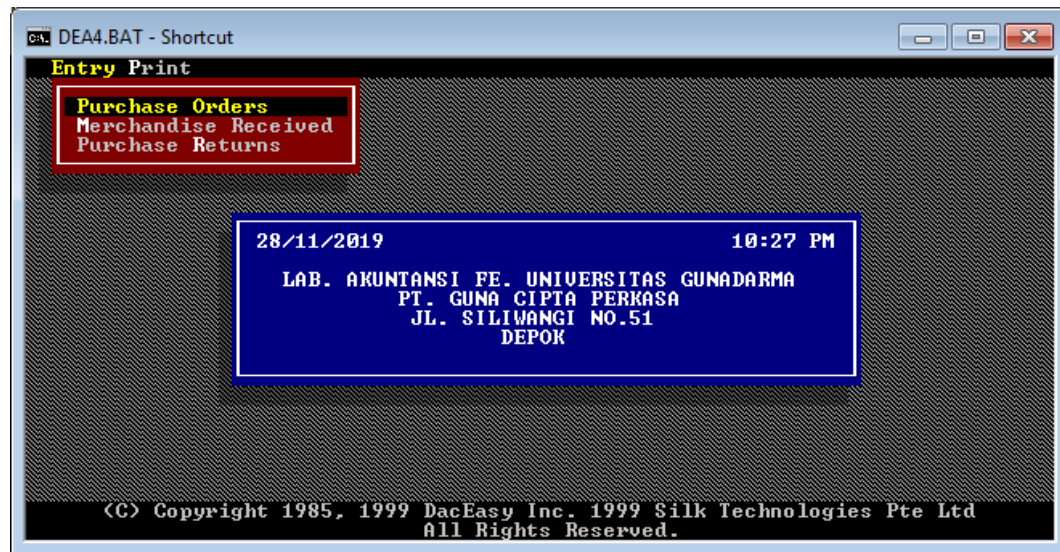 DEA4.BAT - Shortcut
Entry Print
Purchase Orders
Merchandise Received
Purchase Returns
28/11/2019 10:27 PM
LAB. AKUNTANSI FE. UNIVERSITAS GUNADARMA
PT. GUNA CIPTA PERKASA
JL. SILIWANGI NO.51
DEPOK
(C) Copyright 1985, 1999 DacEasy Inc. 1999 Silk Technologies Pte Ltd
All Rights Reserved.